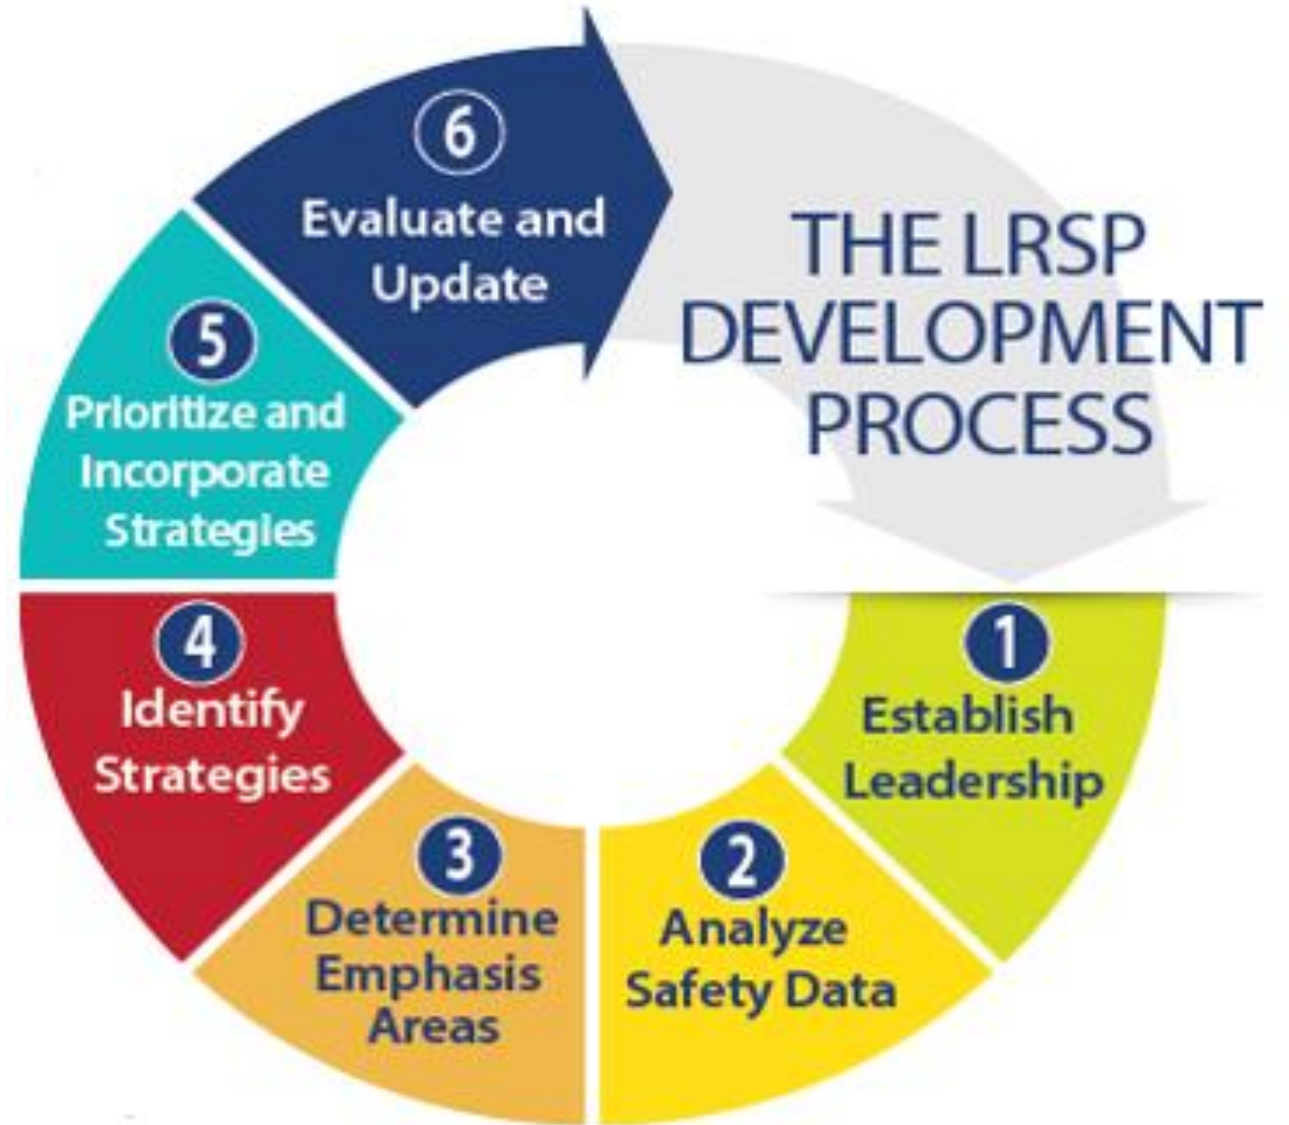 THE LRSP
DEVELOPMENT
PROCESS
1
Establish
Leadership
2
Analyze
Safety Data
3
Determine
Emphasis
Areas
4
Identify
Strategies
5
Prioritize and
Incorporate
Strategies
6
Evaluate and
Update